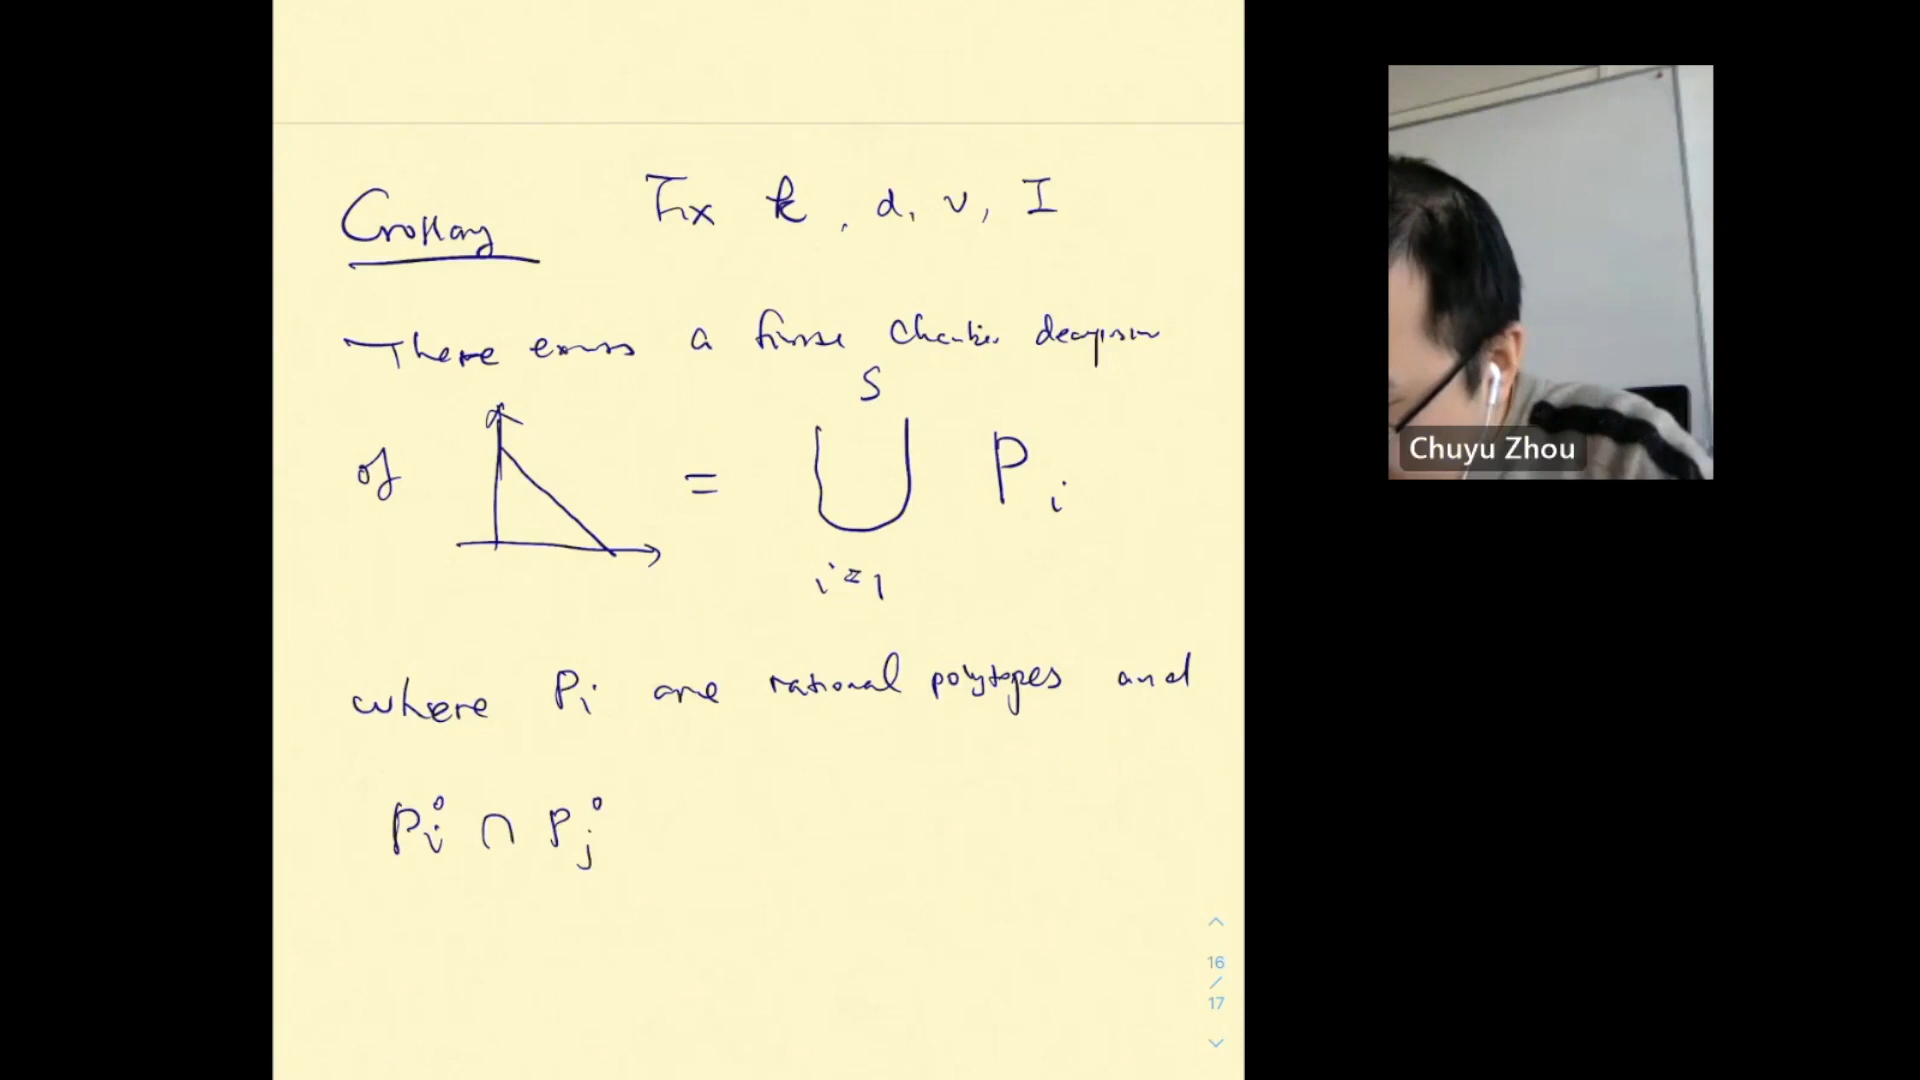 Corollary Fix k, d, v, I
There exists a finite chamber decomposition
of = ∪ P_i
S
i=1
where P_i are rational polytopes and
P_i° ∩ P_j°
Chuyu Zhou
16
/
17